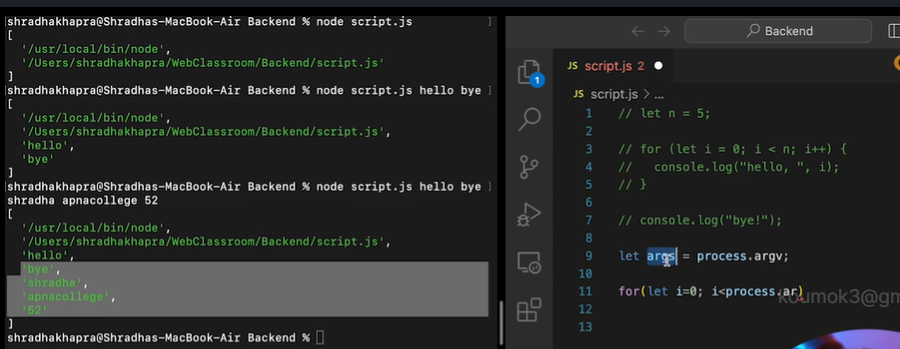 shradhakhapra@Shradhas-MacBook-Air Backend % node script.js
[
'/usr/local/bin/node',
'/Users/shradhakhapra/WebClassroom/Backend/script.js'
]
shradhakhapra@Shradhas-MacBook-Air Backend % node script.js hello bye
[
'/usr/local/bin/node',
'/Users/shradhakhapra/WebClassroom/Backend/script.js',
'hello',
'bye'
]
shradhakhapra@Shradhas-MacBook-Air Backend % node script.js hello bye
shradha apnacollege 52
[
'/usr/local/bin/node',
'/Users/shradhakhapra/WebClassroom/Backend/script.js',
'hello',
'bye',
'shradha',
'apnacollege',
'52'
]
shradhakhapra@Shradhas-MacBook-Air Backend %
Backend
1
JS script.js 2
JS script.js > ...
1 // let n = 5;
2
3 // for (let i = 0; i < n; i++) {
4 //   console.log("hello, ", i);
5 // }
6
7 // console.log("bye!");
8
9 let args = process.argv;
10
11 for(let i=0; i<process.ar)
12
13